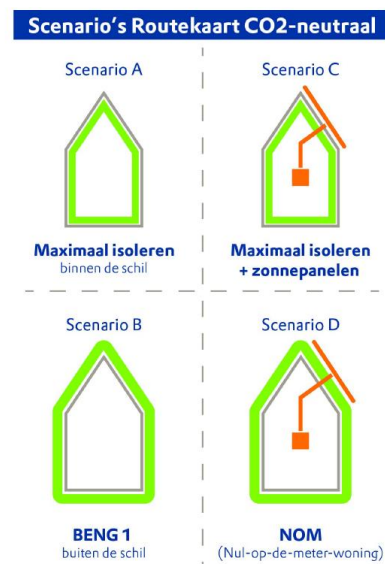 Scenario's Routekaart CO2-neutraal
Scenario A
Scenario C
Maximaal isoleren
binnen de schil
Maximaal isoleren
+ zonnepanelen
Scenario B
Scenario D
BENG 1
buiten de schil
NOM
(Nul-op-de-meter-woning)